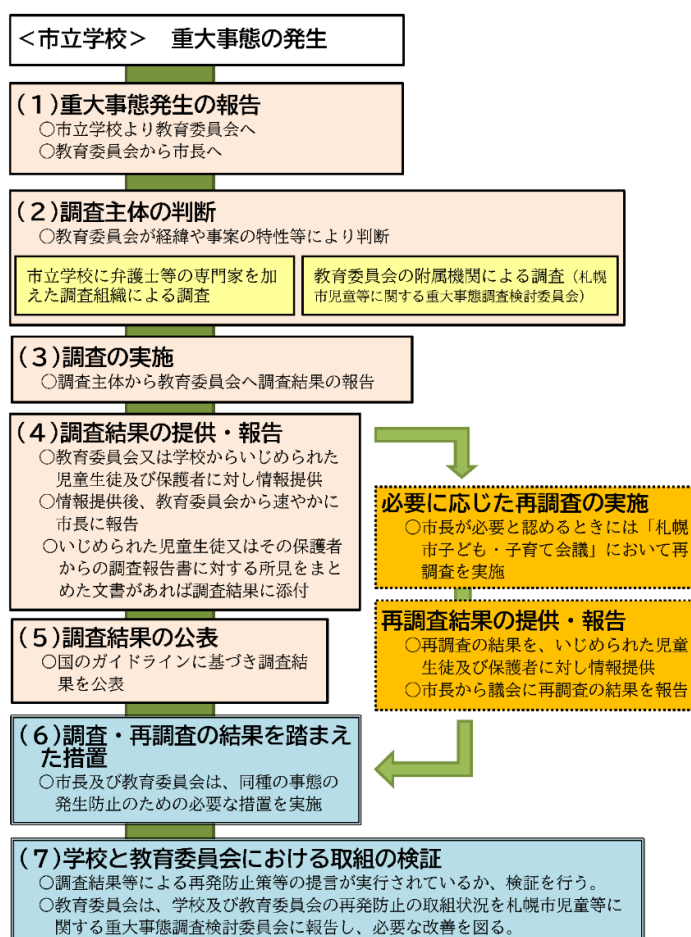 <市立学校>　重大事態の発生
(１)重大事態発生の報告
○市立学校より教育委員会へ
○教育委員会から市長へ
(２)調査主体の判断
○教育委員会が経緯や事案の特性等により判断
市立学校に弁護士等の専門家を加
えた調査組織による調査
教育委員会の附属機関による調査（札幌
市児童等に関する重大事態調査検討委員会）
(３)調査の実施
○調査主体から教育委員会へ調査結果の報告
(４)調査結果の提供・報告
○教育委員会又は学校からいじめられた
児童生徒及び保護者に対し情報提供
○情報提供後、教育委員会から速やかに
市長に報告
○いじめられた児童生徒又はその保護者
からの調査報告書に対する所見をまと
めた文書があれば調査結果に添付
必要に応じた再調査の実施
○市長が必要と認めるときには「札幌
市子ども・子育て会議」において再
調査を実施
再調査結果の提供・報告
○再調査の結果を、いじめられた児童
生徒及び保護者に対し情報提供
○市長から議会に再調査の結果を報告
(５)調査結果の公表
○国のガイドラインに基づき調査結
果を公表
(６)調査・再調査の結果を踏まえ
た措置
○市長及び教育委員会は、同種の事態の
発生防止のための必要な措置を実施
(７)学校と教育委員会における取組の検証
○調査結果等による再発防止策等の提言が実行されているか、検証を行う。
○教育委員会は、学校及び教育委員会の再発防止の取組状況を札幌市児童等に
関する重大事態調査検討委員会に報告し、必要な改善を図る。